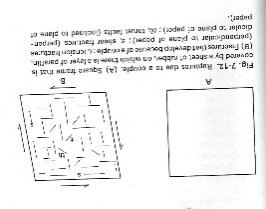 A
B
Fig. 7-12. Ruptures due to a couple. (A) Square frame that is
covered by a sheet of rubber, on which there is a layer of paraffin.
(B) Fractures that develop because of a couple: t, tension fractures
(perpendicular to plane of paper); s, shear fractures (perpen-
dicular to plane of paper); th, thrust faults (inclined to plane of
paper).